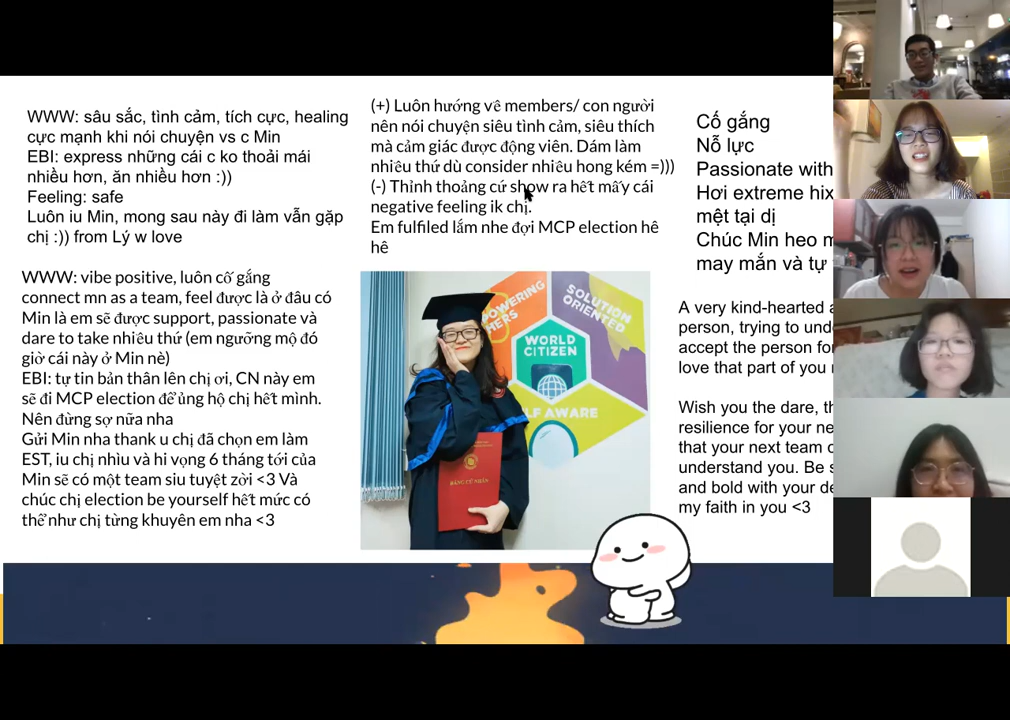 WWW: sâu sắc, tình cảm, tích cực, healing
cực mạnh khi nói chuyện vs c Min
EBI: express những cái c ko thoải mái
nhiều hơn, ăn nhiều hơn :))
Feeling: safe
Luôn iu Min, mong sau này đi làm vẫn gặp
chị :)) from Lý w love
WWW: vibe positive, luôn cố gắng
connect mn as a team, feel được là ở đâu có
Min là em sẽ được support, passionate và
dare to take nhiều thứ (em ngưỡng mộ đó
giờ cái này ở Min nè)
EBI: tự tin bản thân lên chị ơi, CN này em
sẽ đi MCP election để ủng hộ chị hết mình.
Nên đừng sợ nữa nha
Gửi Min nha thank u chị đã chọn em làm
EST, iu chị nhìu và hi vọng 6 tháng tới của
Min sẽ có một team siu tuyệt zời <3 Và
chúc chị election be yourself hết mức có
thể như chị từng khuyên em nha <3
(+) Luôn hướng về members/ con người
nên nói chuyện siêu tình cảm, siêu thích
mà cảm giác được động viên. Dám làm
nhiều thứ dù consider nhiều hong kém =)))
(-) Thỉnh thoảng cứ show ra hết mấy cái
negative feeling ik chị.
Em fulfiled lắm nhe đợi MCP election hê
hê
SOLUTION
ORIENTED
WORLD
CITIZEN
AWARE
BẰNG CỬ NHÂN
Cố gắng
Nỗ lực
Passionate with
Hơi extreme hix
mệt tại dị
Chúc Min heo
may mắn và tự
A very kind-hearted
person, trying to
accept the person
love that part of you
Wish you the dare,
resilience for your
that your next team
understand you. Be
and bold with your
my faith in you <3